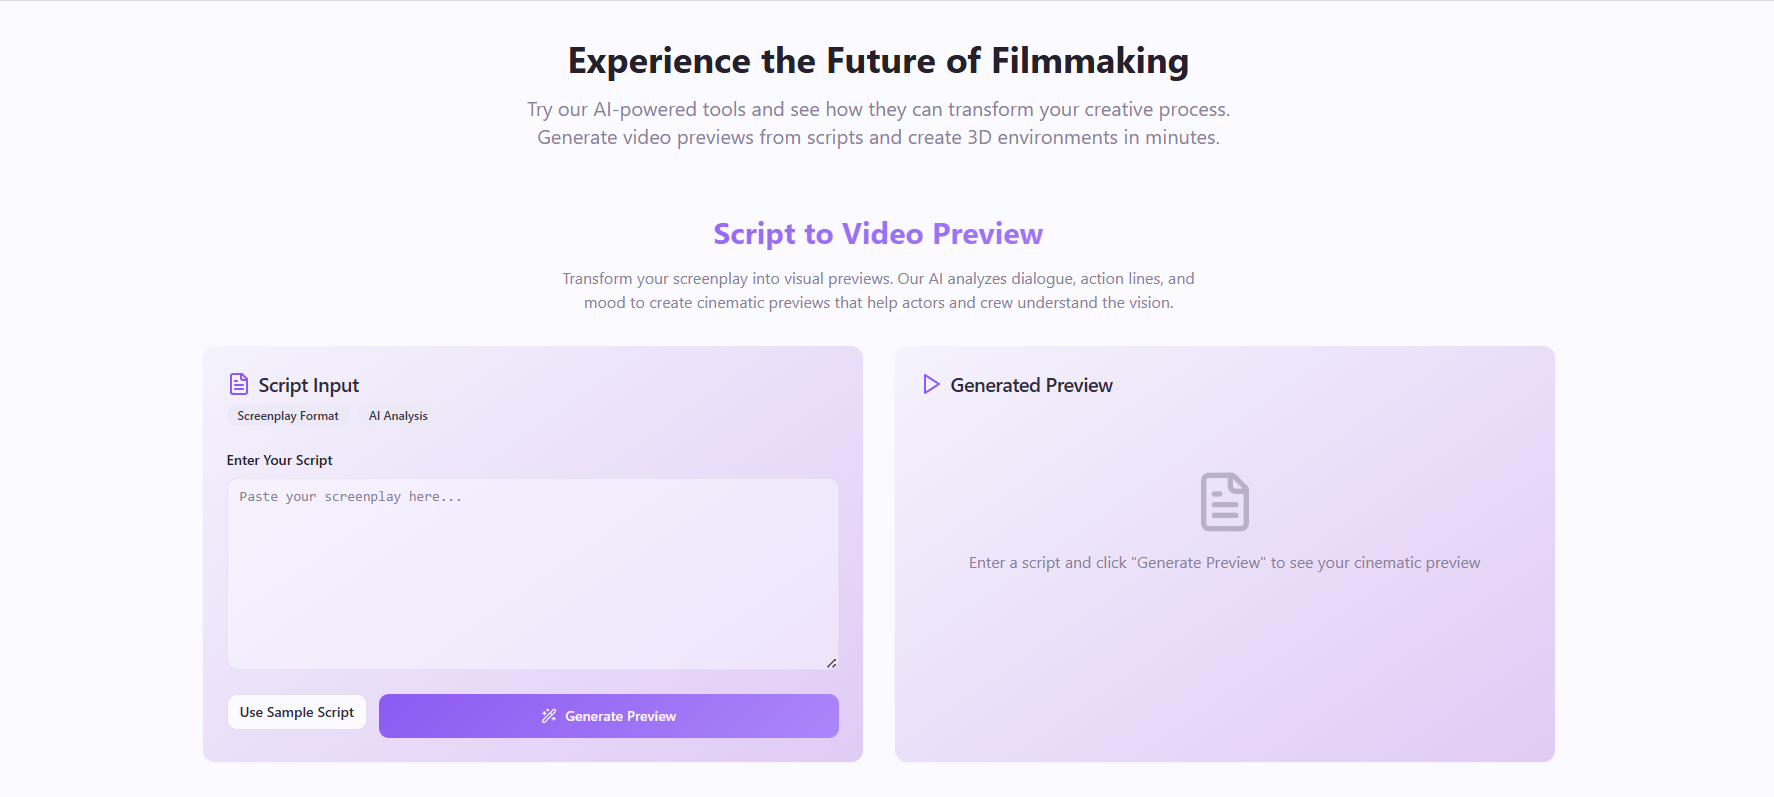 Experience the Future of Filmmaking
Try our AI-powered tools and see how they can transform your creative process.
Generate video previews from scripts and create 3D environments in minutes.
Script to Video Preview
Transform your screenplay into visual previews. Our AI analyzes dialogue, action lines, and
mood to create cinematic previews that help actors and crew understand the vision.
Script Input
Screenplay Format AI Analysis
Enter Your Script
Paste your screenplay here...
Use Sample Script
Generate Preview
Generated Preview
Enter a script and click "Generate Preview" to see your cinematic preview